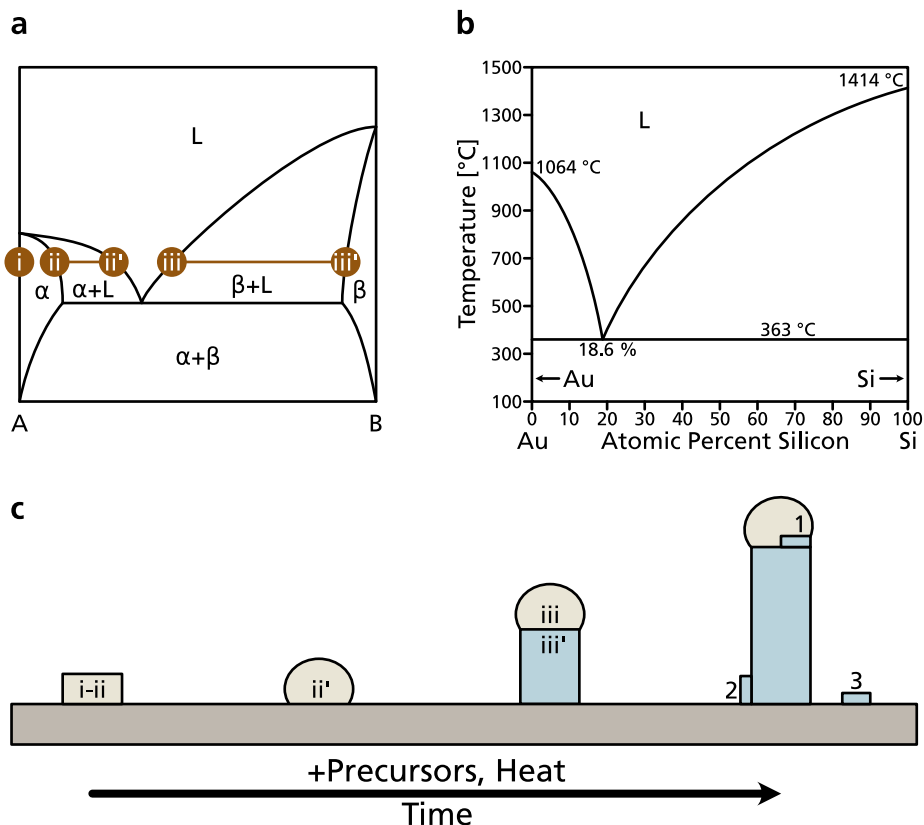 a
L
i
ii
ii'
iii
iii'
α
α+L
β+L
β
α+β
A
B
b
Temperature [°C]
1500
1300
1100
900
700
500
300
100
1414 °C
L
1064 °C
363 °C
18.6 %
←Au
Si→
0 10 20 30 40 50 60 70 80 90 100
Au Atomic Percent Silicon Si
c
1
iii
iii'
i-ii
ii'
2
3
+Precursors, Heat
Time